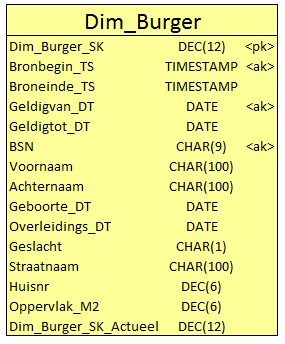 Dim_Burger
Dim_Burger_SK DEC(12) <pk>
Bronbegin_TS TIMESTAMP <ak>
Broneinde_TS TIMESTAMP
Geldigvan_DT DATE <ak>
Geldigtot_DT DATE
BSN CHAR(9) <ak>
Voornaam CHAR(100)
Achternaam CHAR(100)
Geboorte_DT DATE
Overleidings_DT DATE
Geslacht CHAR(1)
Straatnaam CHAR(100)
Huisnr DEC(6)
Oppervlak_M2 DEC(6)
Dim_Burger_SK_Actueel DEC(12)